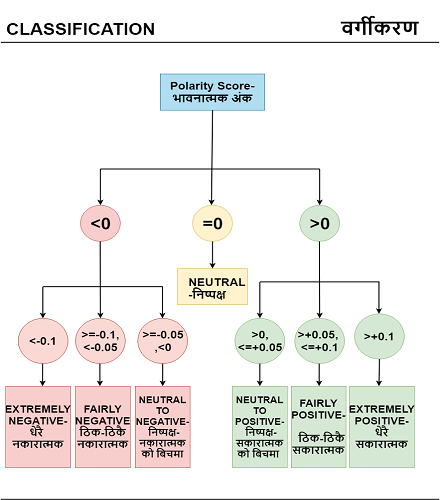 CLASSIFICATION
वर्गीकरण
Polarity Score-
भावनात्मक अंक
<0
=0
>0
NEUTRAL
-निष्पक्ष
<-0.1
>=-0.1,
<-0.05
>=-0.05
,<0
>0,
<=+0.05
>+0.05,
<=+0.1
>+0.1
EXTREMELY
NEGATIVE-
धेरै
नकारात्मक
FAIRLY
NEGATIVE-
ठिक-ठिकै
नकारात्मक
NEUTRAL
TO
NEGATIVE-
निष्पक्ष-
नकारात्मक
को बिचमा
NEUTRAL
TO
POSITIVE-
निष्पक्ष-
सकारात्मक
को बिचमा
FAIRLY
POSITIVE-
ठिक-ठिकै
सकारात्मक
EXTREMELY
POSITIVE-
धेरै
सकारात्मक